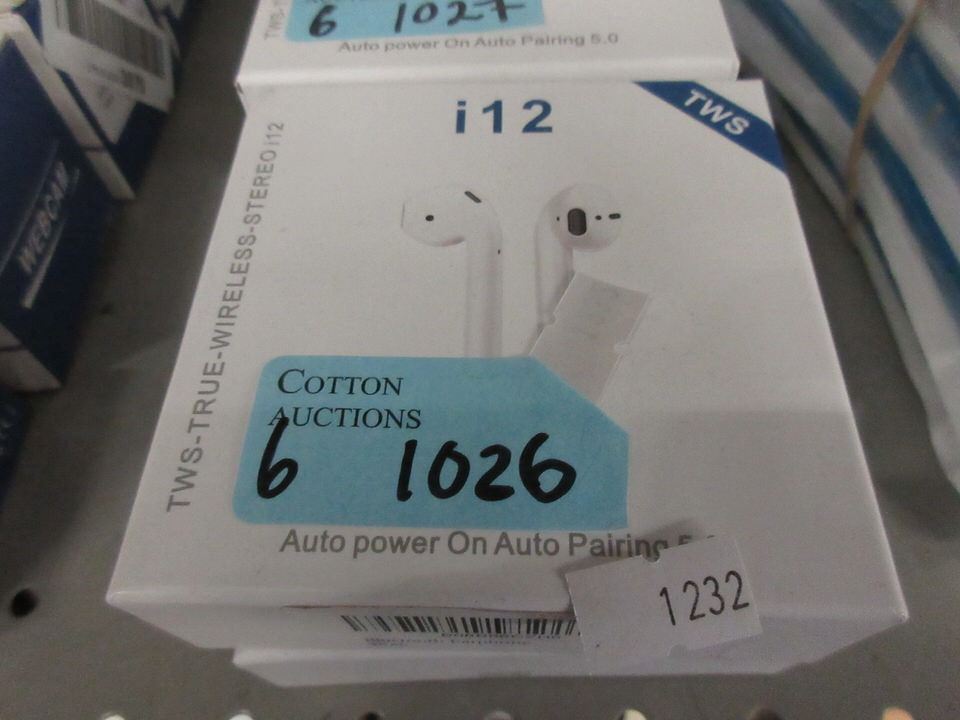 6 1027
Auto power On Auto Pairing 5.0
i12
TWS
TWS-TRUE-WIRELESS-STEREO i12
COTTON
AUCTIONS
6 1026
Auto power On Auto Pairing
1232
WEBCAM